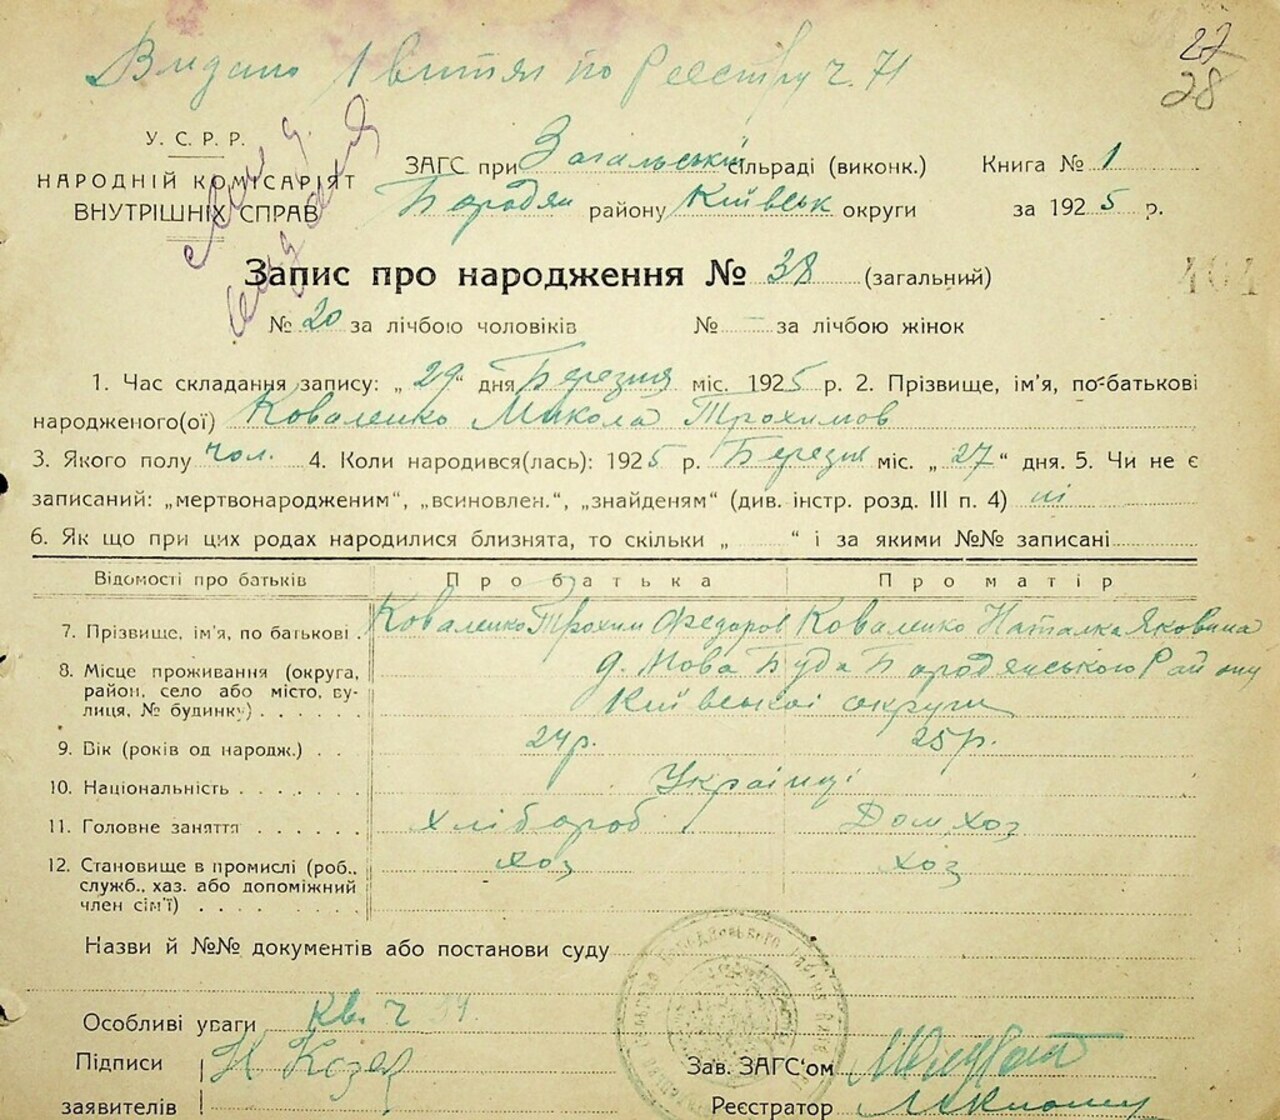 Видано 1 витяг по Реєстру ч. 71
27
28
У. С. Р. Р.
НАРОДНІЙ КОМІСАРІЯТ
ВНУТРІШНІХ СПРАВ
ЗАГС при Загальській сільраді (виконк.) Книга № 1
Бородян району Київськ округи за 1925 р.
Запис про народження № 38 (загальний)
404
№ 20 за лічбою чоловіків № — за лічбою жінок
1. Час складання запису: „29“ дня Березня міс. 1925 р. 2. Прізвище, ім’я, по-батькові
народженого(ої) Коваленко Микола Трохимов
3. Якого полу чол. 4. Коли народився(лась): 1925 р. Березня міс. „27“ дня. 5. Чи не є
записаний: „мертвонародженим“, „всиновлен.“, „знайденям“ (див. інстр. розд. III п. 4) ні
6. Як що при цих родах народилися близнята, то скільки „ “ і за якими №№ записані
Відомості про батьків Про батька Про матір
7. Прізвище, ім’я, по батькові . Коваленко Трохим Федоров Коваленко Наталка Яковина
8. Місце проживання (округа, район, село або місто, ву-лиця, № будинку) . . . . . . д. Нова Буда Бородянського Району
Київської округи
9. Вік (років од народж.) . . 24р. 25р.
10. Національність . . . . . . . Українці
11. Головне заняття . . . . . . хлібороб Дом хоз
12. Становище в промислі (роб., служб., хаз. або допоміжний член сім’ї) . . . . . . . . хоз хоз
Назви й №№ документів або постанови суду
Особливі уваги Кв. ч
Підписи
заявителів Н Козар
Зав. ЗАГС‘ом
Реєстратор